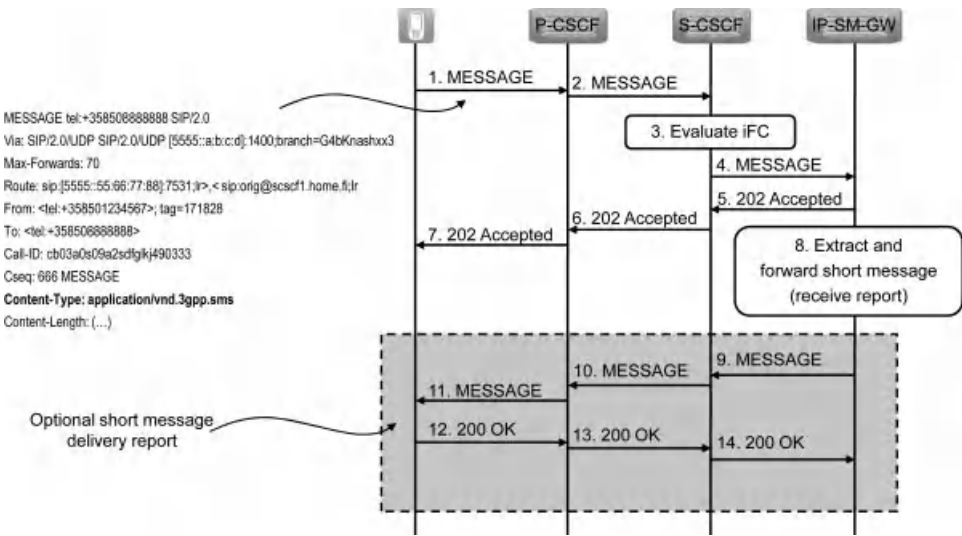 P-CSCF
S-CSCF
IP-SM-GW
1. MESSAGE
2. MESSAGE
MESSAGE tel:+358508888888 SIP/2.0
Via: SIP/2.0/UDP SIP/2.0/UDP [5555::a:b:c:d]:1400;branch=G4bKnashxx3
Max-Forwards: 70
Route: sip:[5555::55:66:77:88]:7531;lr>,< sip:orig@scscf1.home.fi;lr
From: <tel:+358501234567>; tag=171828
To: <tel:+358508888888>
Call-ID: cb03a0s09a2sdfglkj490333
Cseq: 666 MESSAGE
Content-Type: application/vnd.3gpp.sms
Content-Length: (…)
3. Evaluate iFC
4. MESSAGE
5. 202 Accepted
6. 202 Accepted
7. 202 Accepted
8. Extract and
forward short message
(receive report)
9. MESSAGE
10. MESSAGE
11. MESSAGE
Optional short message
delivery report
12. 200 OK
13. 200 OK
14. 200 OK